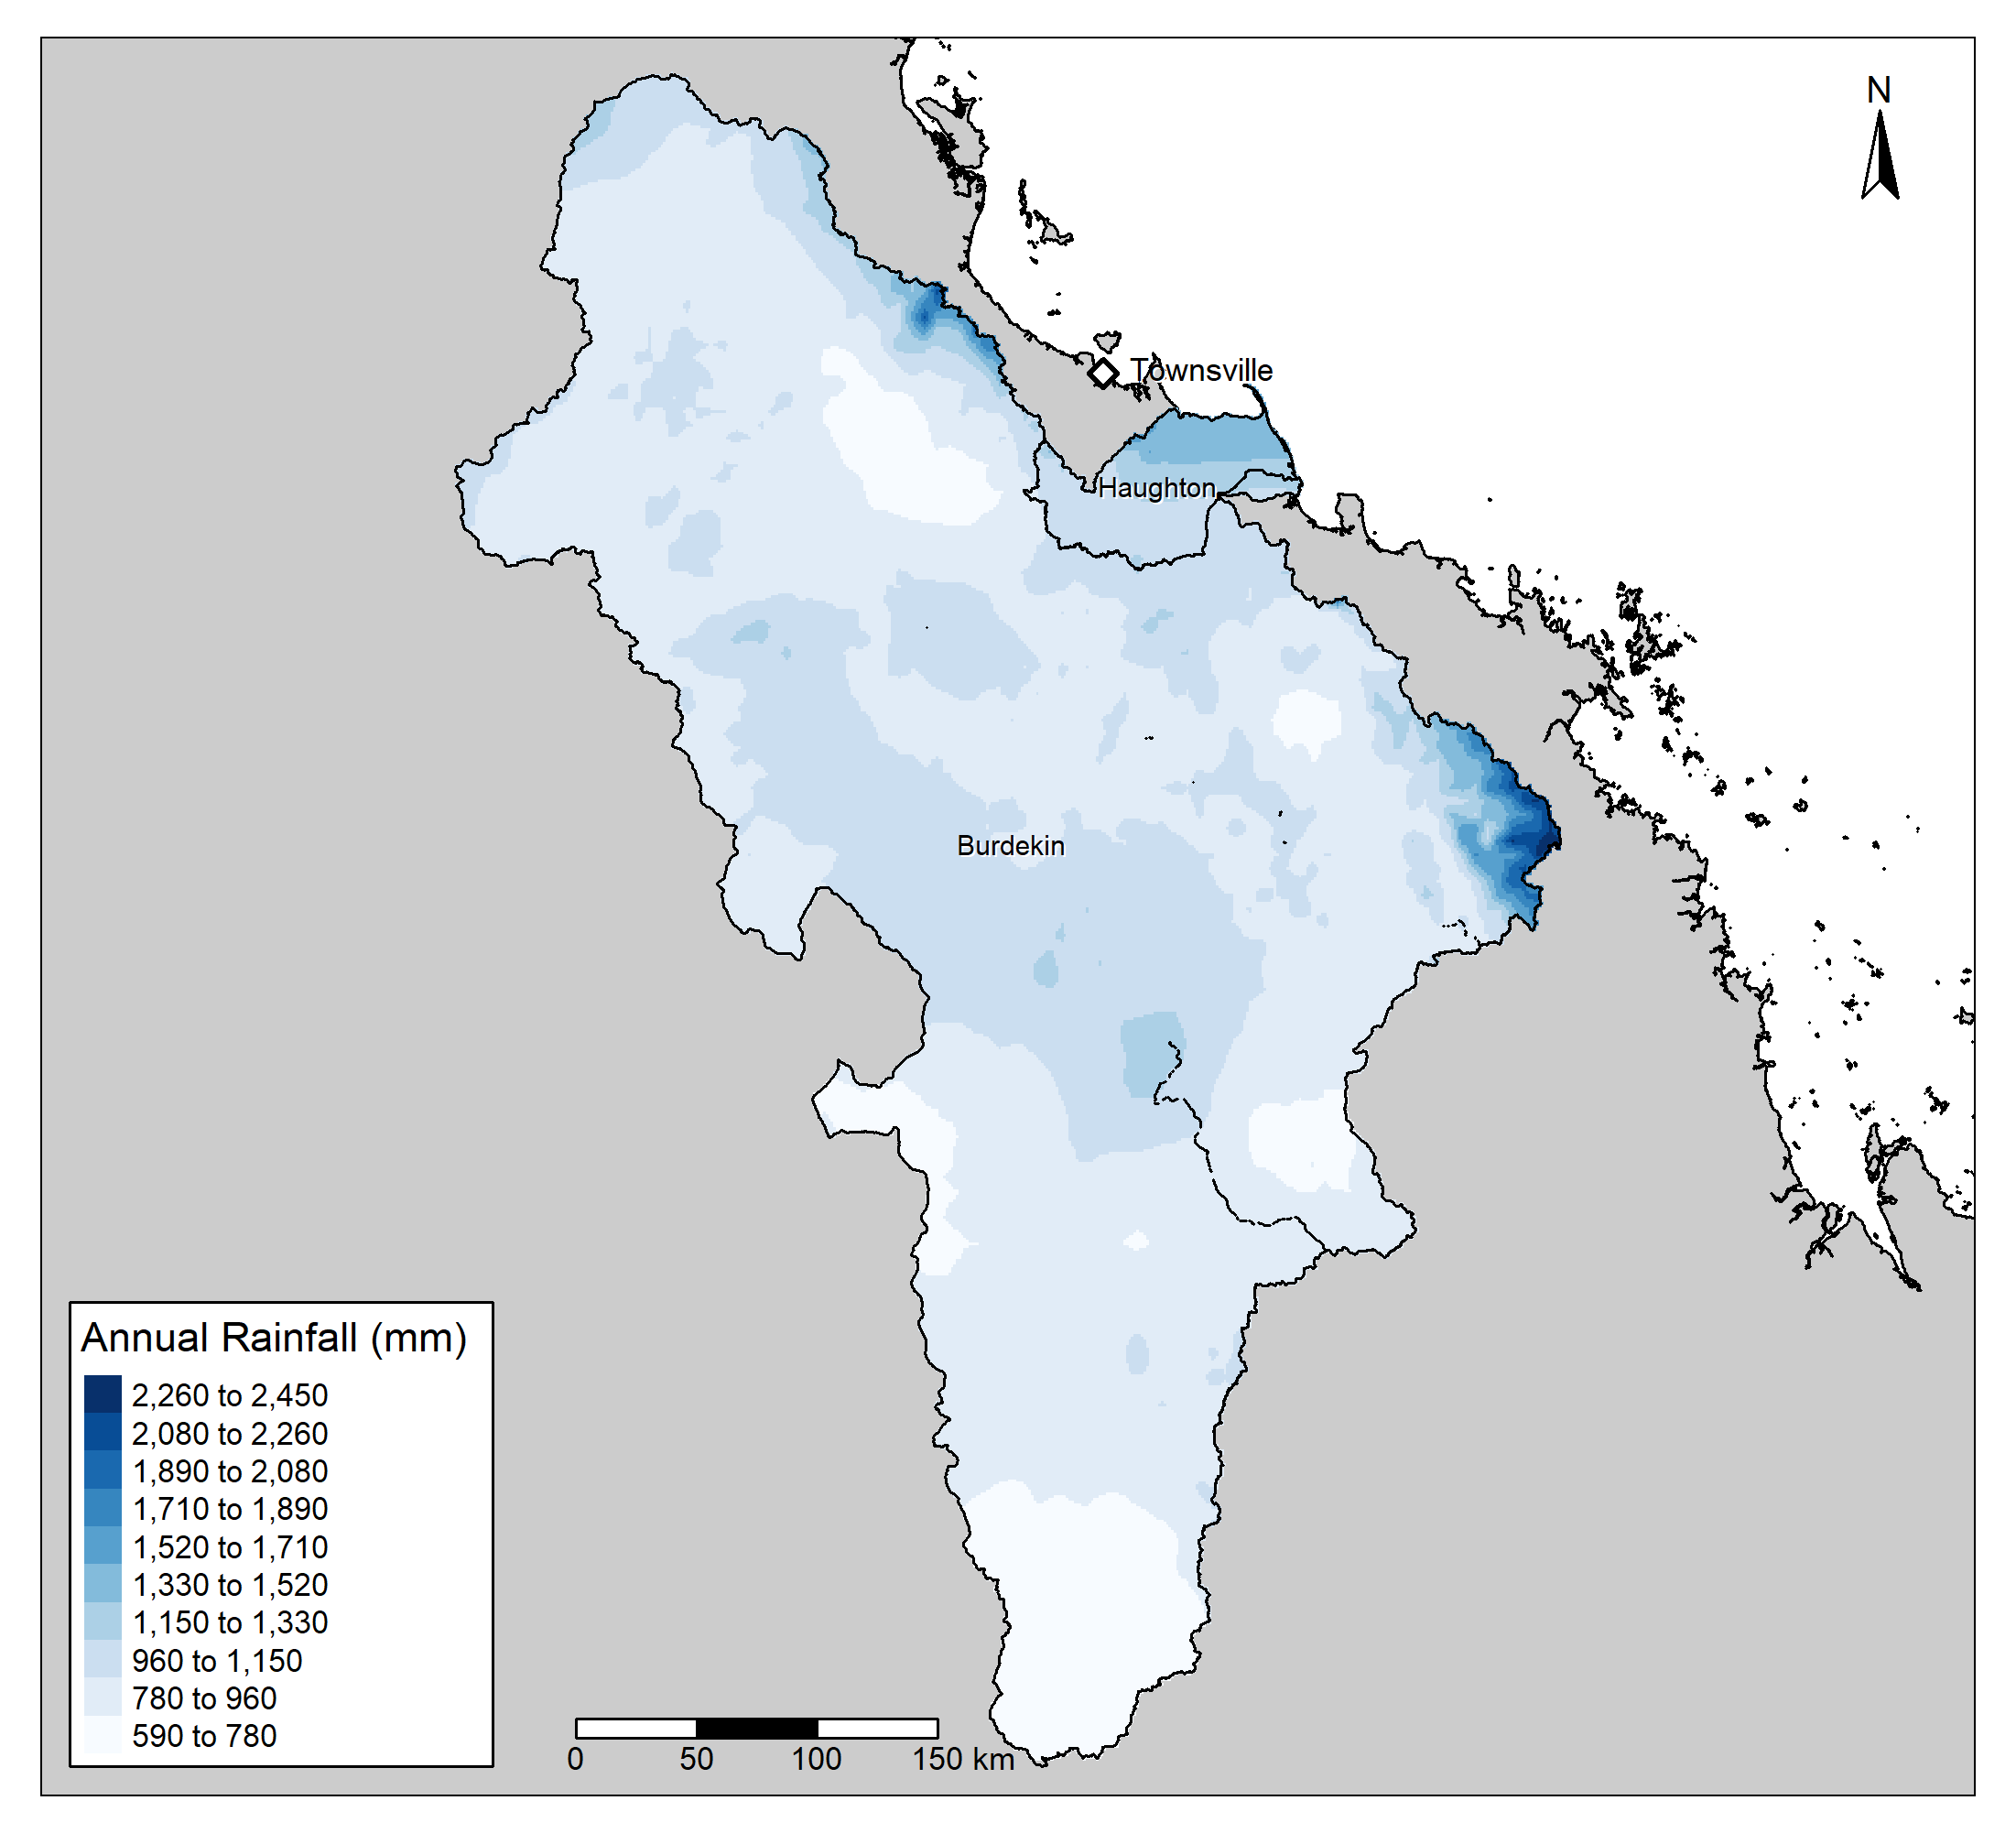 N
Townsville
Haughton
Burdekin
Annual Rainfall (mm)
2,260 to 2,450
2,080 to 2,260
1,890 to 2,080
1,710 to 1,890
1,520 to 1,710
1,330 to 1,520
1,150 to 1,330
960 to 1,150
780 to 960
590 to 780
0 50 100 150 km